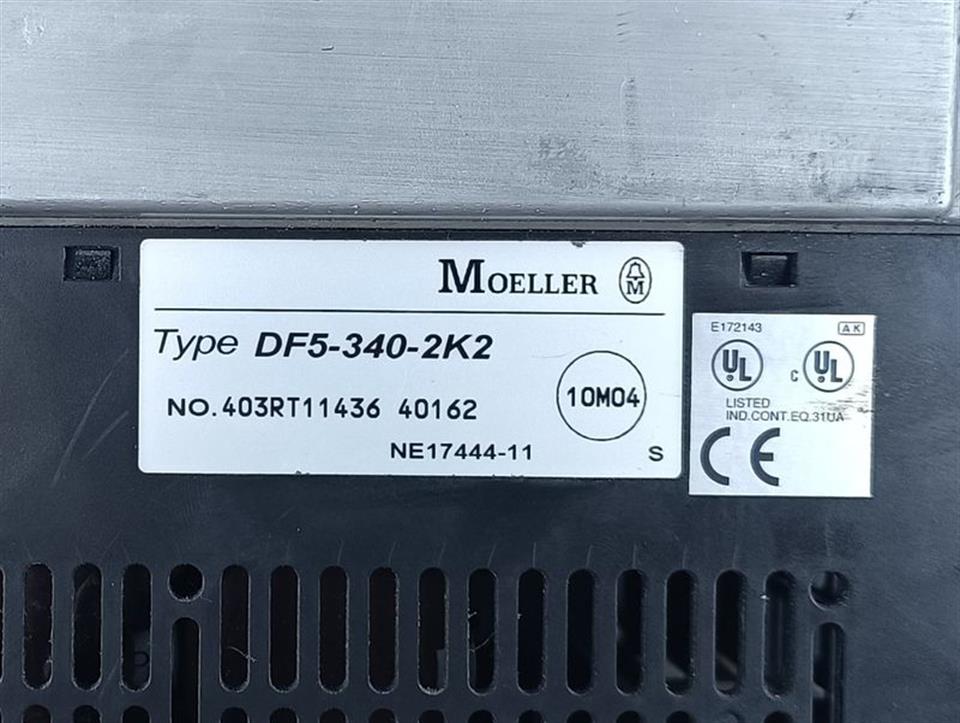 MOELLER M
Type DF5-340-2K2
NO.403RT11436 40162
10M04
NE17444-11 S
E172143 AK
UL c UL
LISTED
IND.CONT.EQ.31UA
CE